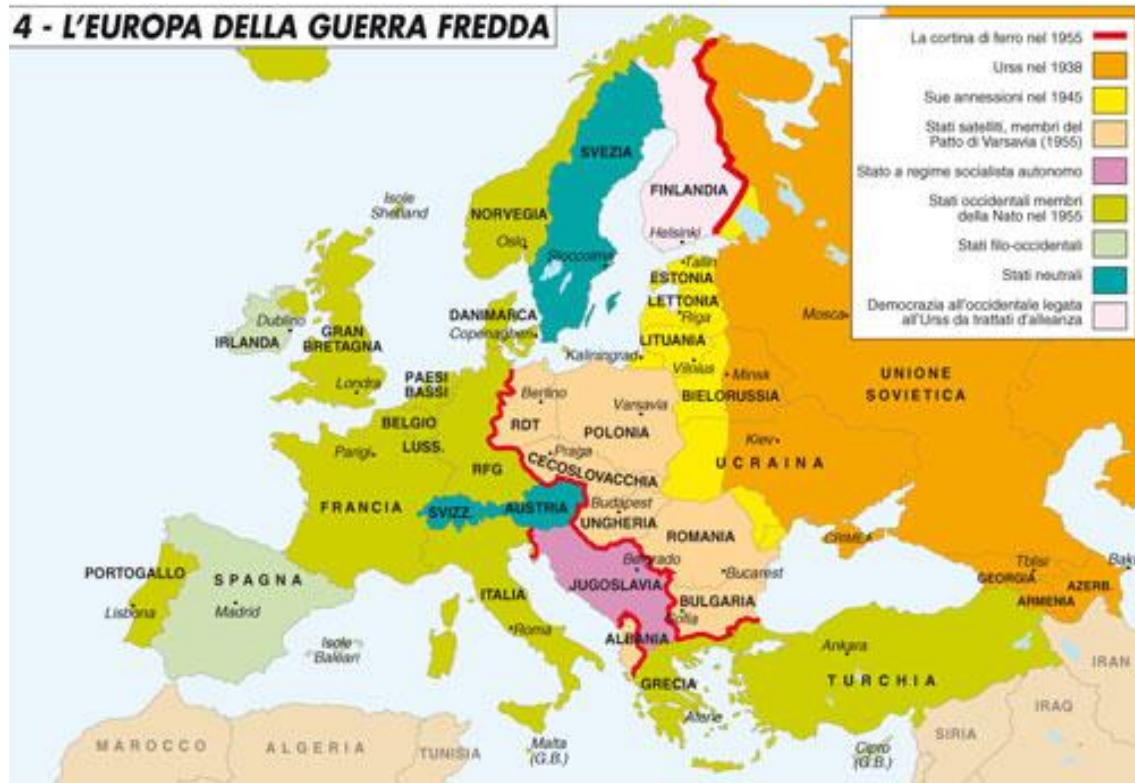 4 - L'EUROPA DELLA GUERRA FREDDA
La cortina di ferro nel 1955
Urss nel 1938
Sue annessioni nel 1945
Stati satelliti, membri del
Patto di Varsavia (1955)
Stato a regime socialista autonomo
Stati occidentali membri
della Nato nel 1955
Stati filo-occidentali
Stati neutrali
Democrazia all'occidentale legata
all'Urss da trattati d'alleanza
SVEZIA
FINLANDIA
Isole
Shetland
NORVEGIA
Oslo
Helsinki
Stoccolma
Tallin
ESTONIA
LETTONIA
Riga
Mosca
DANIMARCA
Copenaghen
Dublino
IRLANDA
GRAN
BRETAGNA
LITUANIA
Kaliningrad
Vilnius
Minsk
UNIONE
SOVIETICA
Londra
PAESI
BASSI
Berlino
Varsavia
BIELORUSSIA
BELGIO
RDT
POLONIA
LUSS.
Parigi
Praga
Kiev
RFG
CECOSLOVACCHIA
UCRAINA
FRANCIA
SVIZZ.
AUSTRIA
Budapest
UNGHERIA
ROMANIA
CRIMEA
Belgrado
Bucarest
Tblisi
Baku
PORTOGALLO
SPAGNA
JUGOSLAVIA
GEORGIA
AZERB.
ITALIA
BULGARIA
ARMENIA
Lisbona
Madrid
Sofia
Roma
ALBANIA
Isole
Baleari
Ankara
IRAN
GRECIA
TURCHIA
Atene
IRAQ
MAROCCO
ALGERIA
TUNISIA
Malta
(G.B.)
Cipro
(G.B.)
SIRIA